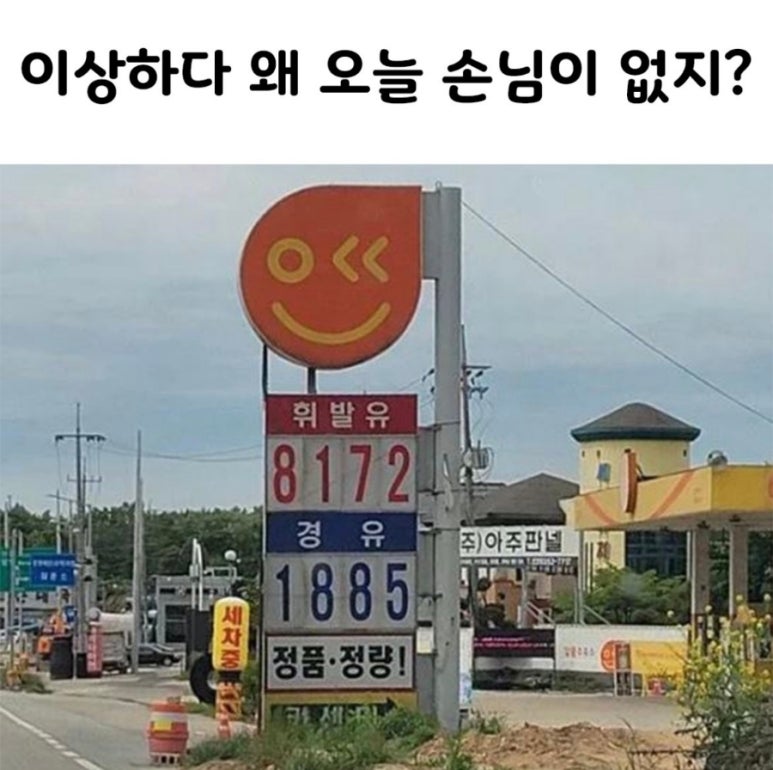 이상하다 왜 오늘 손님이 없지?
휘발유
8172
경유
1885
정품·정량!
세차중
주)아주판넬